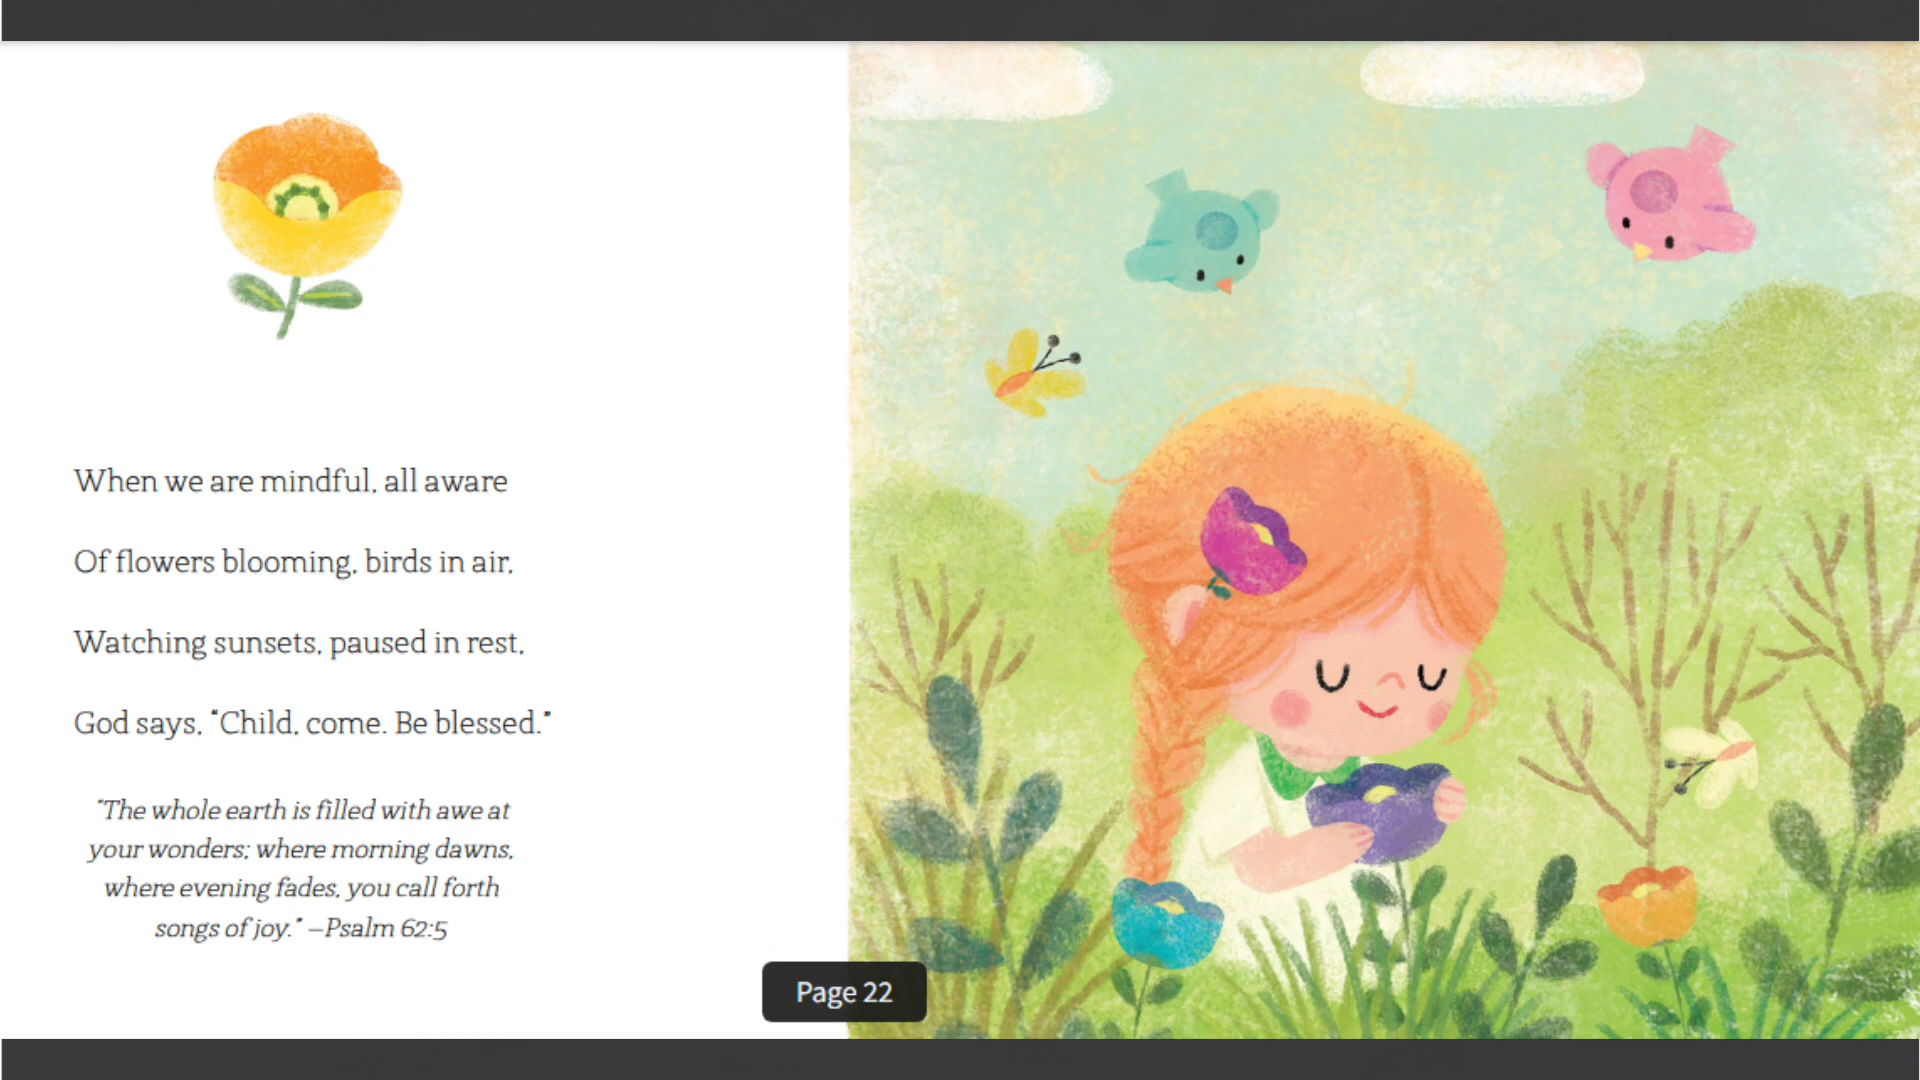 When we are mindful, all aware
Of flowers blooming, birds in air,
Watching sunsets, paused in rest,
God says, “Child, come. Be blessed.”
“The whole earth is filled with awe at
your wonders; where morning dawns,
where evening fades, you call forth
songs of joy.” —Psalm 62:5
Page 22